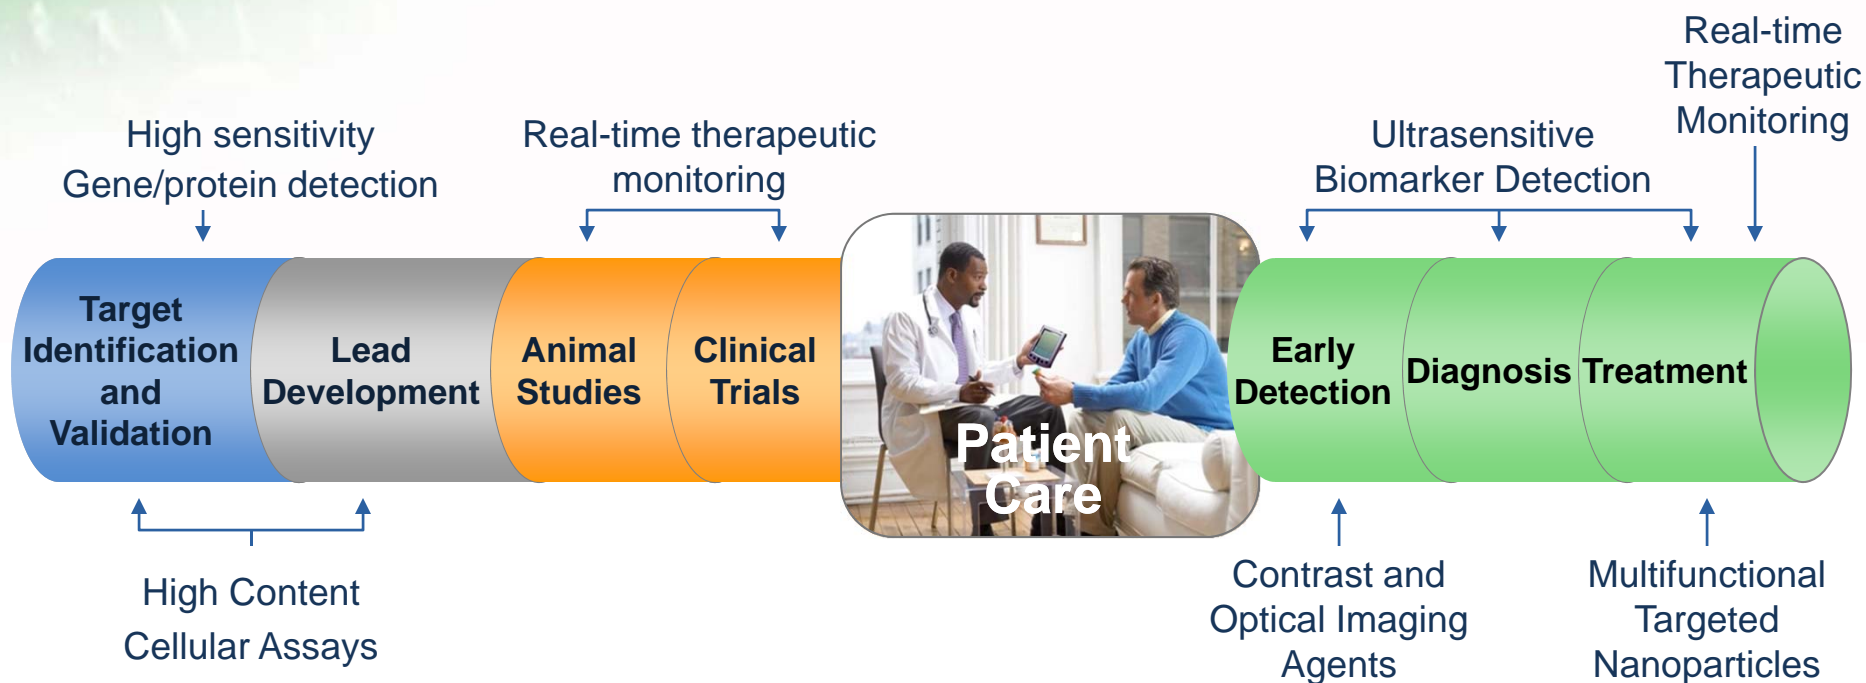 Real-time
Therapeutic
Monitoring
High sensitivity
Gene/protein detection
Real-time therapeutic
monitoring
Ultrasensitive
Biomarker Detection
Target
Identification
and
Validation
Lead
Development
Animal
Studies
Clinical
Trials
Patient
Care
Early
Detection
Diagnosis
Treatment
High Content
Cellular Assays
Contrast and
Optical Imaging
Agents
Multifunctional
Targeted
Nanoparticles